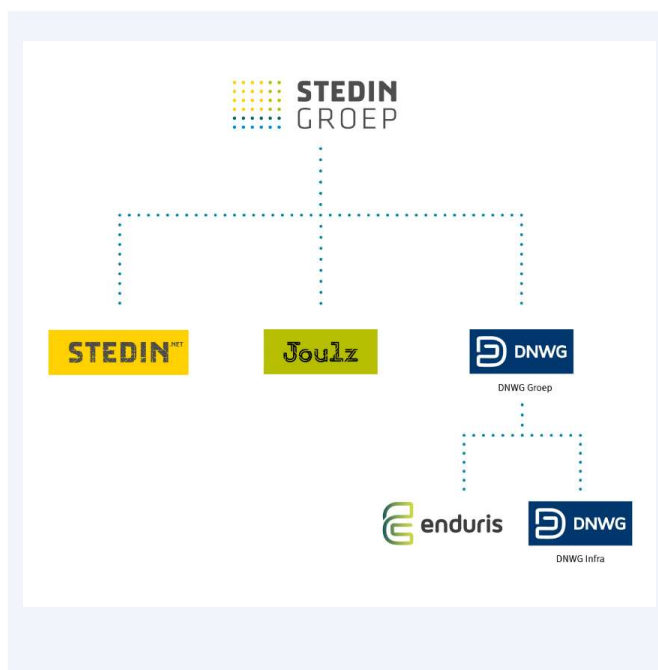 STEDIN
GROEP
STEDIN.NET
Joulz
DNWG
DNWG Groep
enduris
DNWG
DNWG Infra